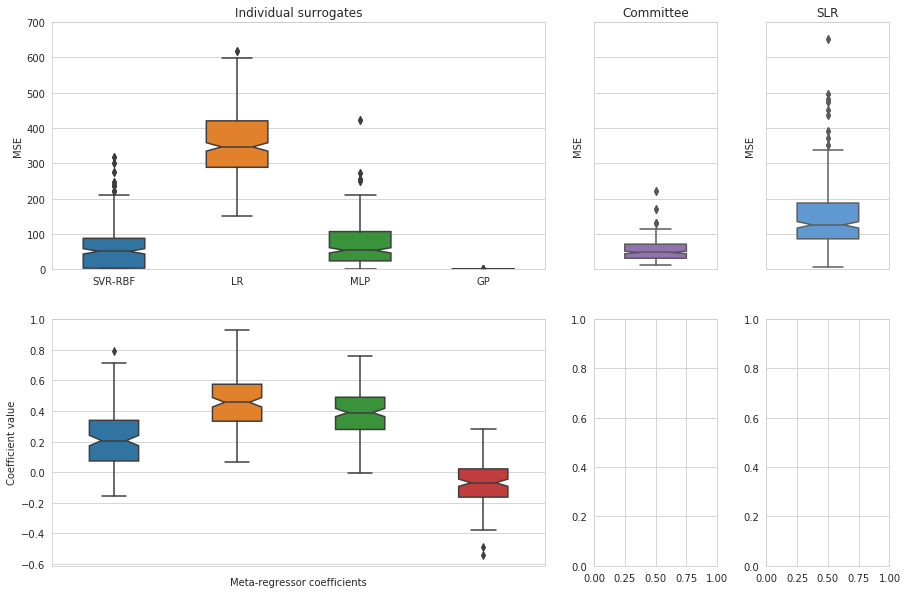 Individual surrogates
Committee
SLR
700
600
500
400
300
200
100
0
MSE
MSE
MSE
SVR-RBF LR MLP GP
1.0
0.8
0.6
0.4
0.2
0.0
−0.2
−0.4
−0.6
Coefficient value
Meta-regressor coefficients
1.0
0.8
0.6
0.4
0.2
0.0
0.00 0.25 0.50 0.75 1.00
1.0
0.8
0.6
0.4
0.2
0.0
0.00 0.25 0.50 0.75 1.00